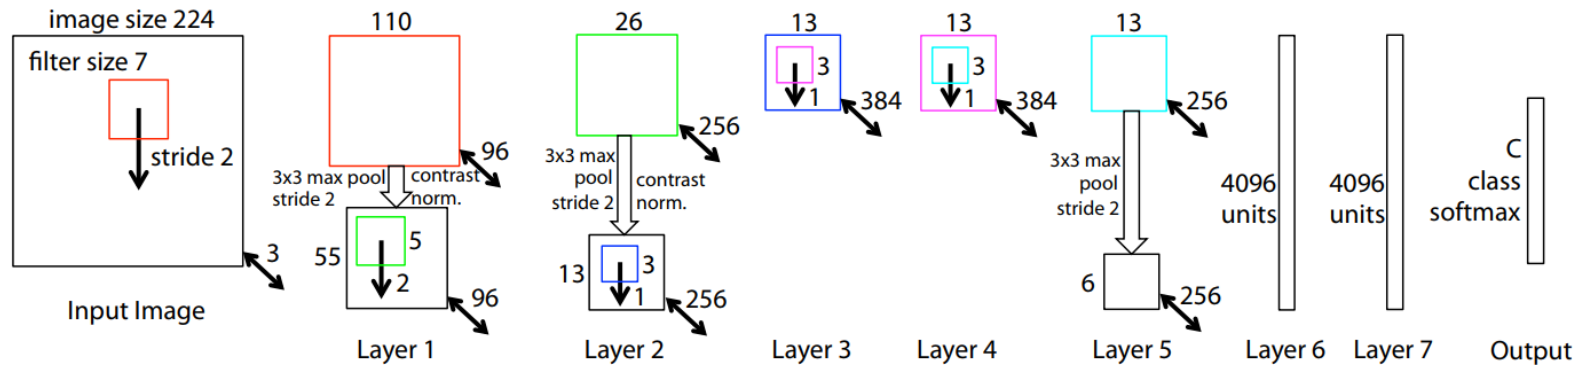 image size 224
filter size 7
stride 2
3
Input Image
110
96
3x3 max pool
stride 2
contrast
norm.
55
5
2
96
Layer 1
26
256
3x3 max
pool
stride 2
contrast
norm.
13
3
1
256
Layer 2
13
3
1
384
Layer 3
13
3
1
384
Layer 4
13
256
3x3 max
pool
stride 2
6
256
Layer 5
4096
units
Layer 6
4096
units
Layer 7
C
class
softmax
Output